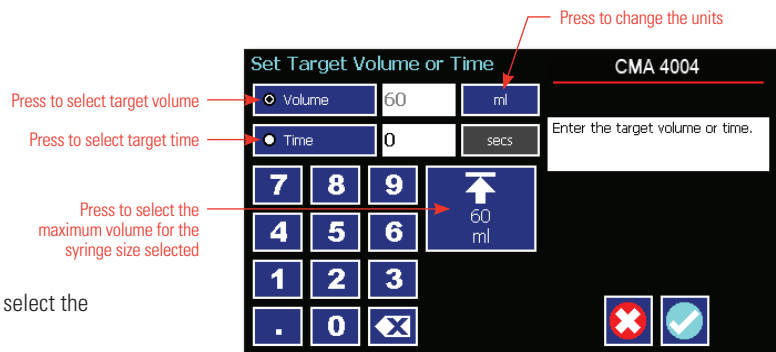 Press to change the units
Set Target Volume or Time
CMA 4004
Press to select target volume
Volume
60
ml
Press to select target time
Time
0
secs
Enter the target volume or time.
7 8 9
Press to select the
maximum volume for the
syringe size selected
60
ml
4 5 6
1 2 3
select the
. 0